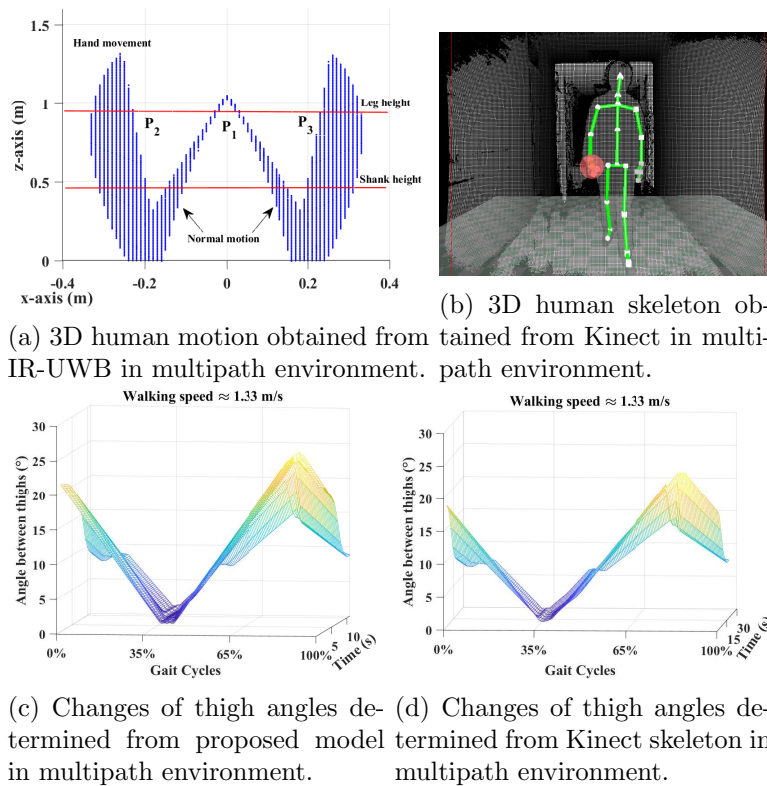 1.5
Hand movement
1
Leg height
P2
P1
P3
z-axis (m)
0.5
Shank height
Normal motion
0
-0.4
-0.2
0
0.2
0.4
x-axis (m)
(a) 3D human motion obtained from
IR-UWB in multipath environment.
(b) 3D human skeleton ob-
tained from Kinect in multi-
path environment.
Walking speed ≈ 1.33 m/s
30
25
20
15
10
5
0
Angle between thighs (°)
0%
35%
65%
100%
Gait Cycles
5
10
Time (s)
Walking speed ≈ 1.33 m/s
30
25
20
15
10
5
0
Angle between thighs (°)
0%
35%
65%
100%
Gait Cycles
15
30
Time (s)
(c) Changes of thigh angles de-
termined from proposed model
in multipath environment.
(d) Changes of thigh angles de-
termined from Kinect skeleton in
multipath environment.